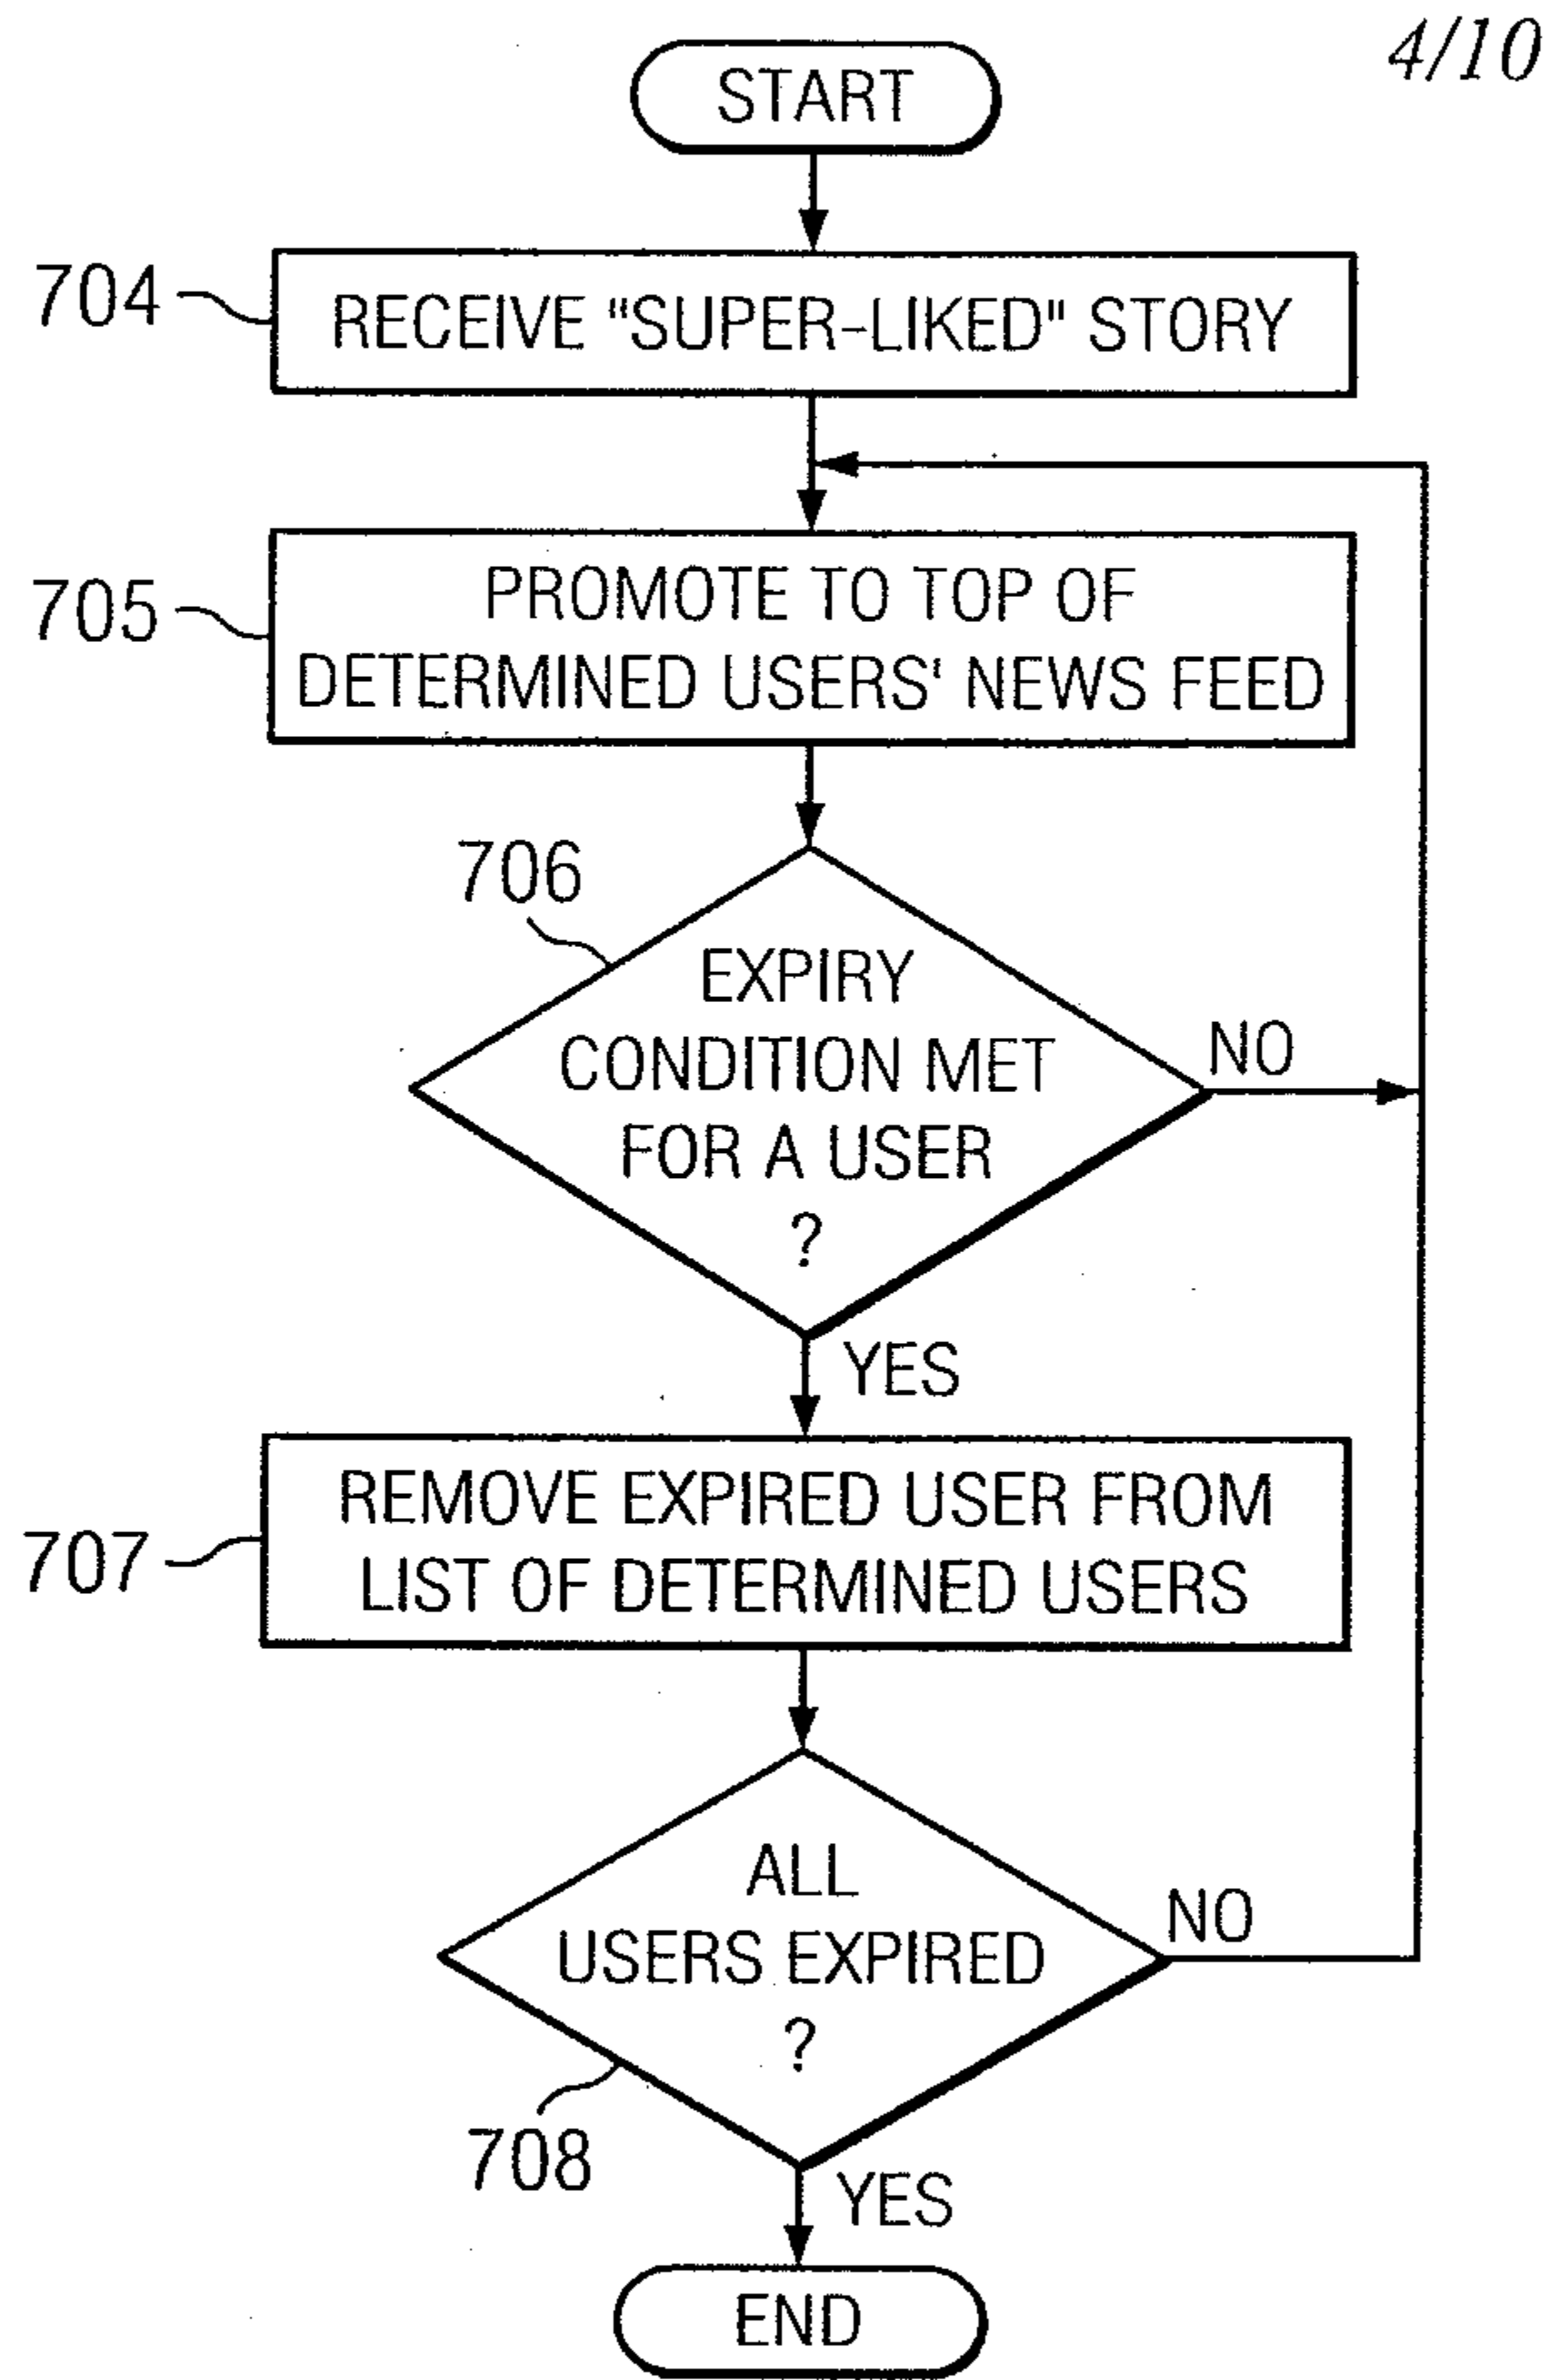 4/10
START
704
RECEIVE "SUPER-LIKED" STORY
705
PROMOTE TO TOP OF
DETERMINED USERS' NEWS FEED
706
EXPIRY
CONDITION MET
FOR A USER
?
NO
YES
707
REMOVE EXPIRED USER FROM
LIST OF DETERMINED USERS
ALL
USERS EXPIRED
?
NO
708
YES
END